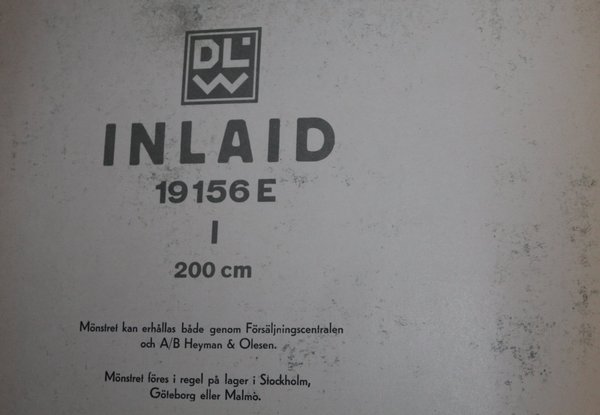 DL
W
INLAID
19156 E
I
200 cm
Mönstret kan erhållas både genom Försäljningscentralen
och A/B Heyman & Olesen.
Mönstret föres i regel på lager i Stockholm,
Göteborg eller Malmö.